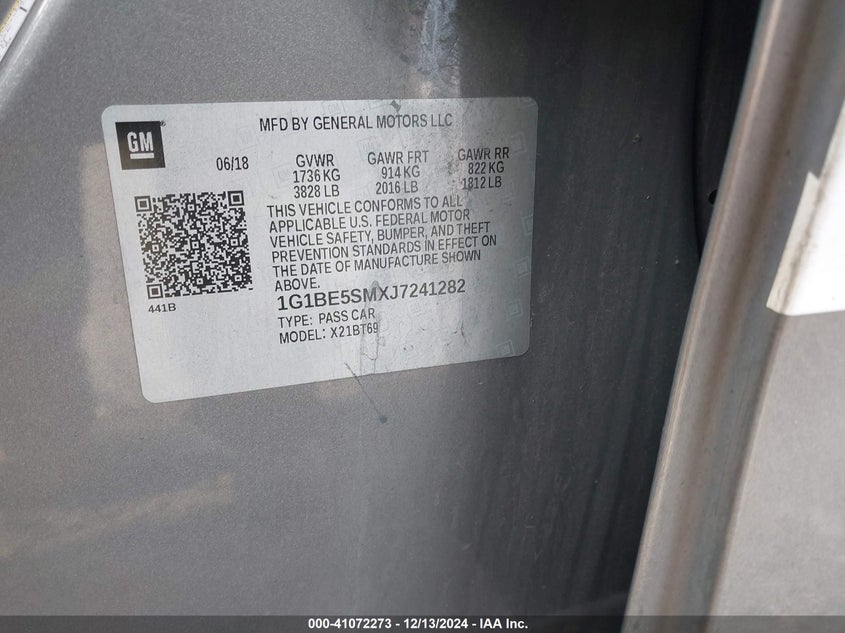 MFD BY GENERAL MOTORS LLC
GM
06/18
GVWR GAWR FRT GAWR RR
1736 KG 914 KG 822 KG
3828 LB 2016 LB 1812 LB
THIS VEHICLE CONFORMS TO ALL
APPLICABLE U.S. FEDERAL MOTOR
VEHICLE SAFETY, BUMPER, AND THEFT
PREVENTION STANDARDS IN EFFECT ON
THE DATE OF MANUFACTURE SHOWN
ABOVE.
441B
1G1BE5SMXJ7241282
TYPE: PASS CAR
MODEL: X21BT69
000-41072273 - 12/13/2024 - IAA Inc.